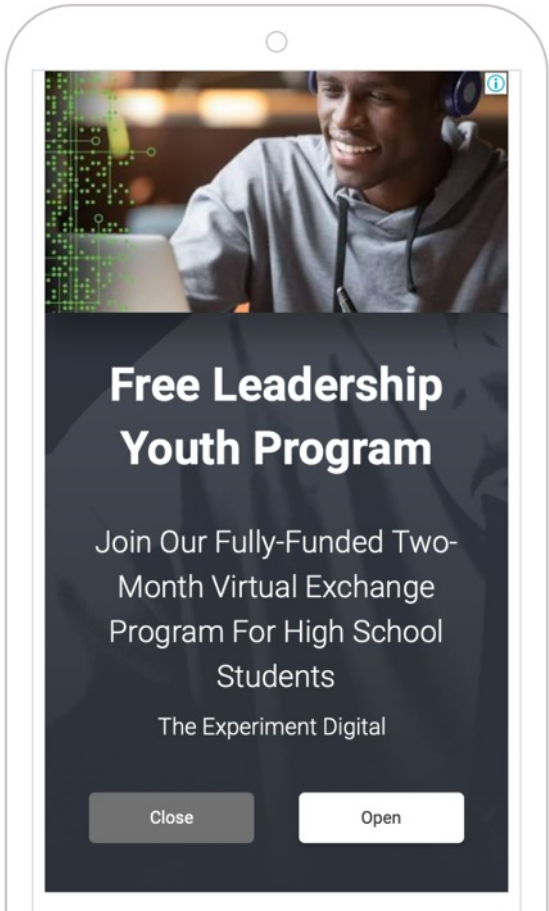 Free Leadership
Youth Program
Join Our Fully-Funded Two-
Month Virtual Exchange
Program For High School
Students
The Experiment Digital
Close
Open